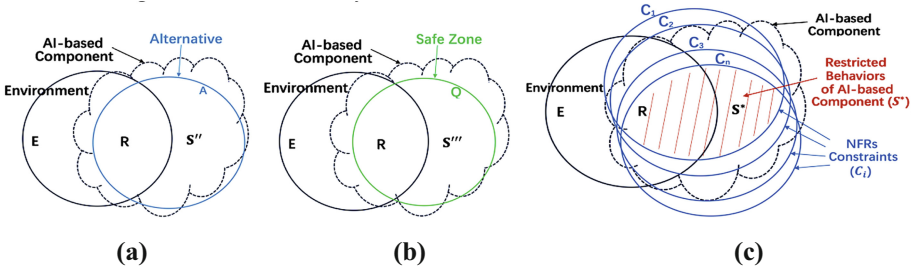 AI-based
Component
Alternative
Environment
A
E
R
S′′
(a)
AI-based
Component
Safe Zone
Environment
Q
E
R
S′′′
(b)
C₁
C₂
C₃
Cₙ
AI-based
Component
Environment
Restricted
Behaviors
of AI-based
Component (S*)
E
R
S*
NFRs
Constraints
(Cᵢ)
(c)